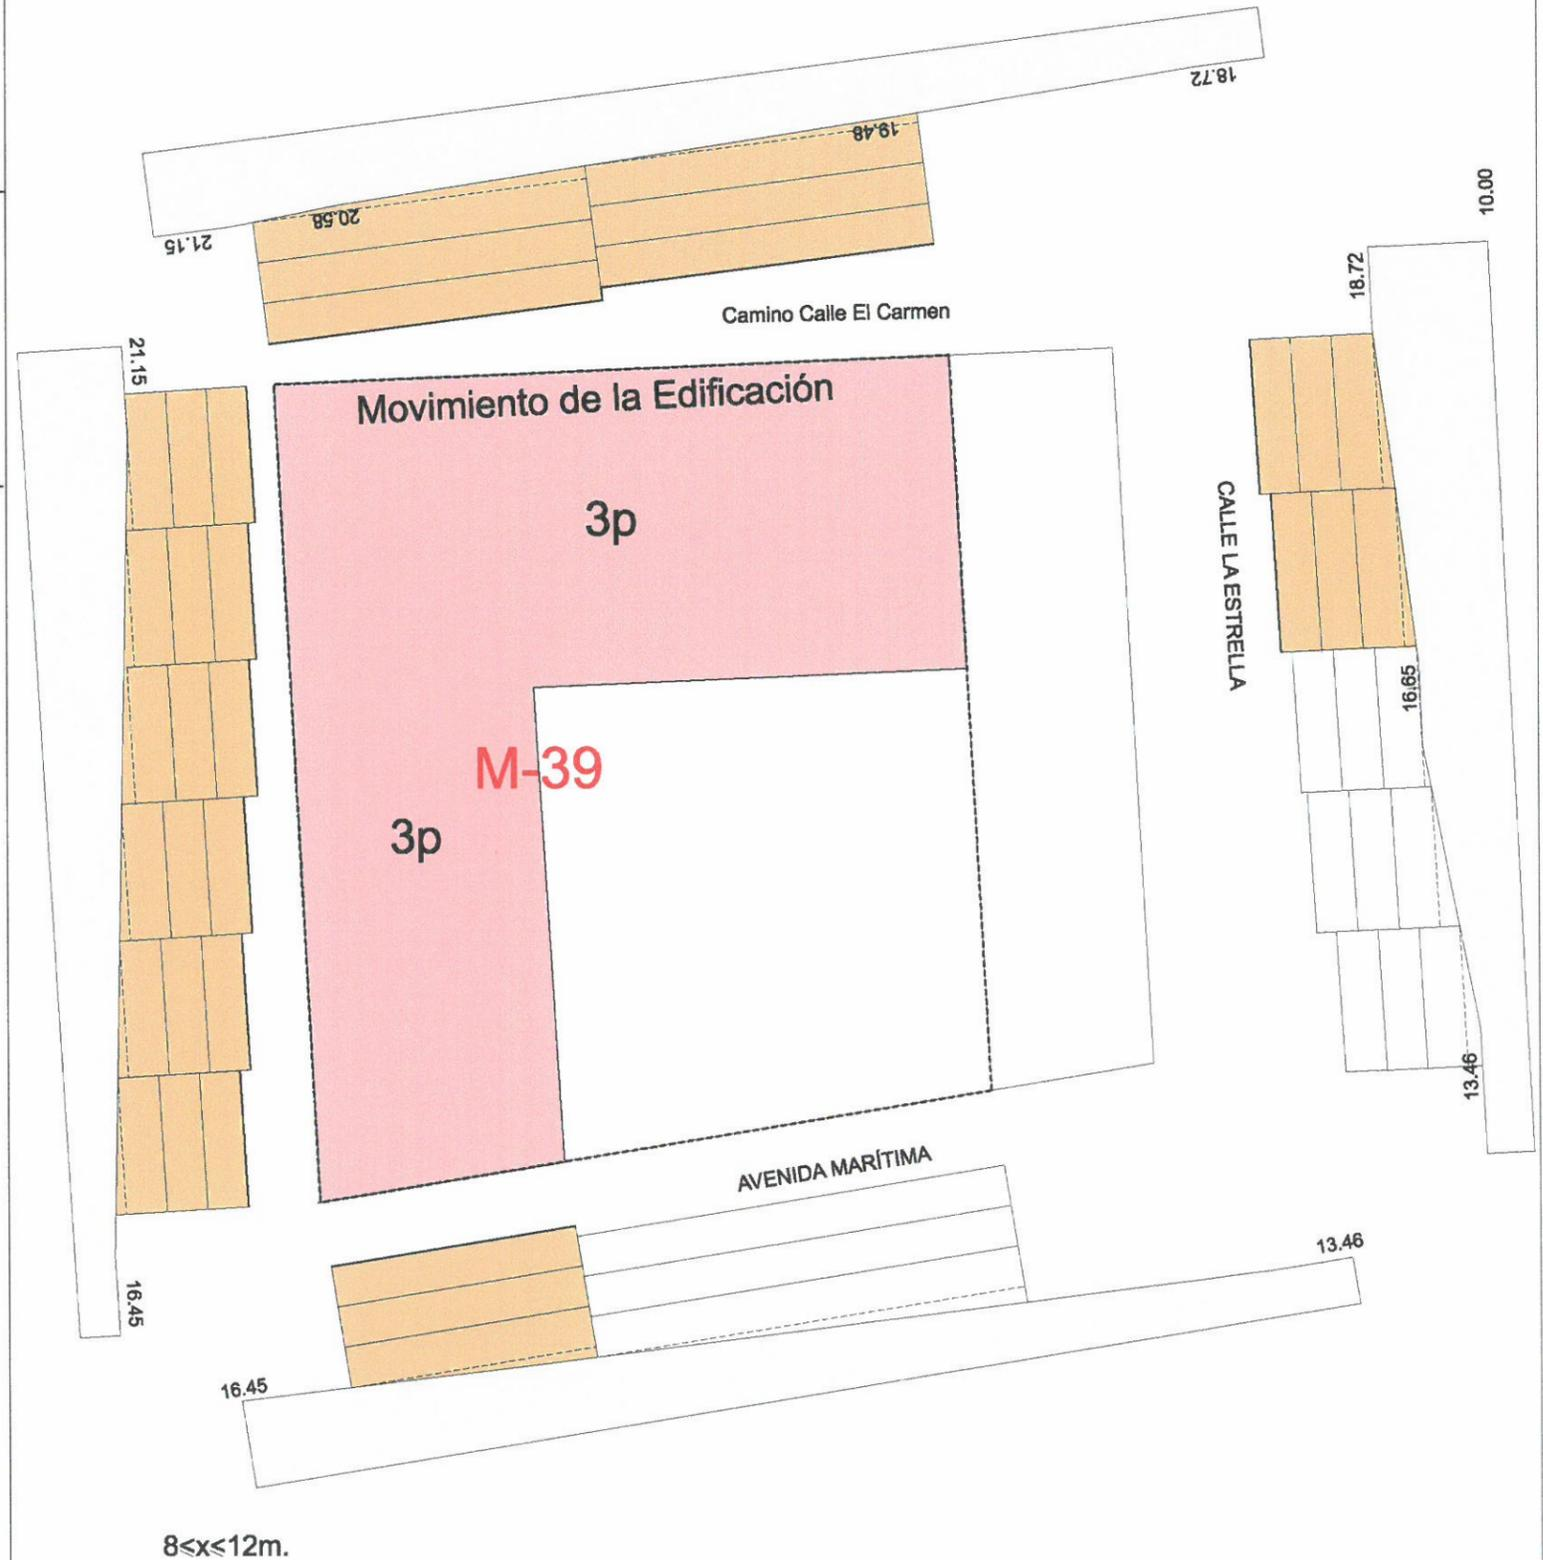 18.72
19.48
20.58
21.15
10.00
18.72
Camino Calle El Carmen
21.15
Movimiento de la Edificación
3p
CALLE LA ESTRELLA
16.65
M-39
3p
13.46
AVENIDA MARÍTIMA
13.46
16.45
16.45
8≤x≤12m.